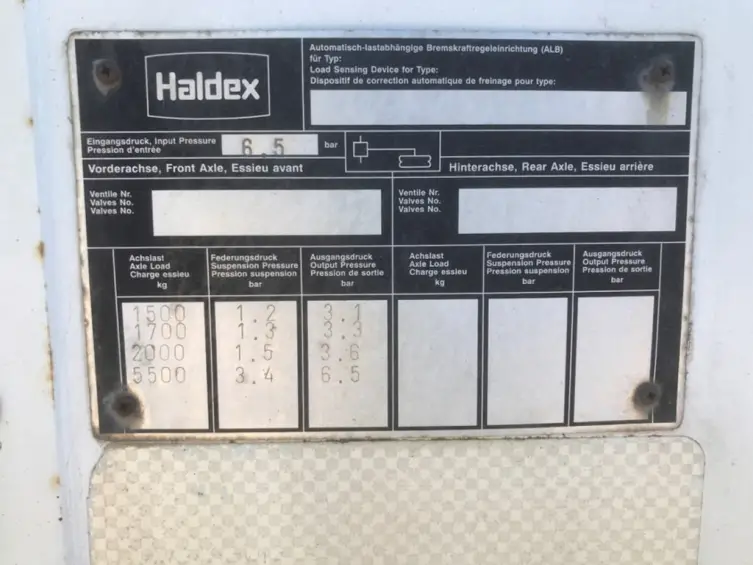 Haldex
Automatisch-lastabhängige Bremskraftregeleinrichtung (ALB)
für Typ:
Load Sensing Device for Type:
Dispositif de correction automatique de freinage pour type:
Eingangsdruck, Input Pressure
Pression d'entrée
6.5 bar
Vorderachse, Front Axle, Essieu avant
Hinterachse, Rear Axle, Essieu arrière
Ventile Nr.
Valves No.
Valves No.
Ventile Nr.
Valves No.
Valves No.
Achslast
Axle Load
Charge essieu
kg
Federungsdruck
Suspension Pressure
Pression suspension
bar
Ausgangsdruck
Output Pressure
Pression de sortie
bar
Achslast
Axle Load
Charge essieu
kg
Federungsdruck
Suspension Pressure
Pression suspension
bar
Ausgangsdruck
Output Pressure
Pression de sortie
bar
1500 1.2 3.1
1700 1.3 3.3
2000 1.5 3.6
5500 3.4 6.5